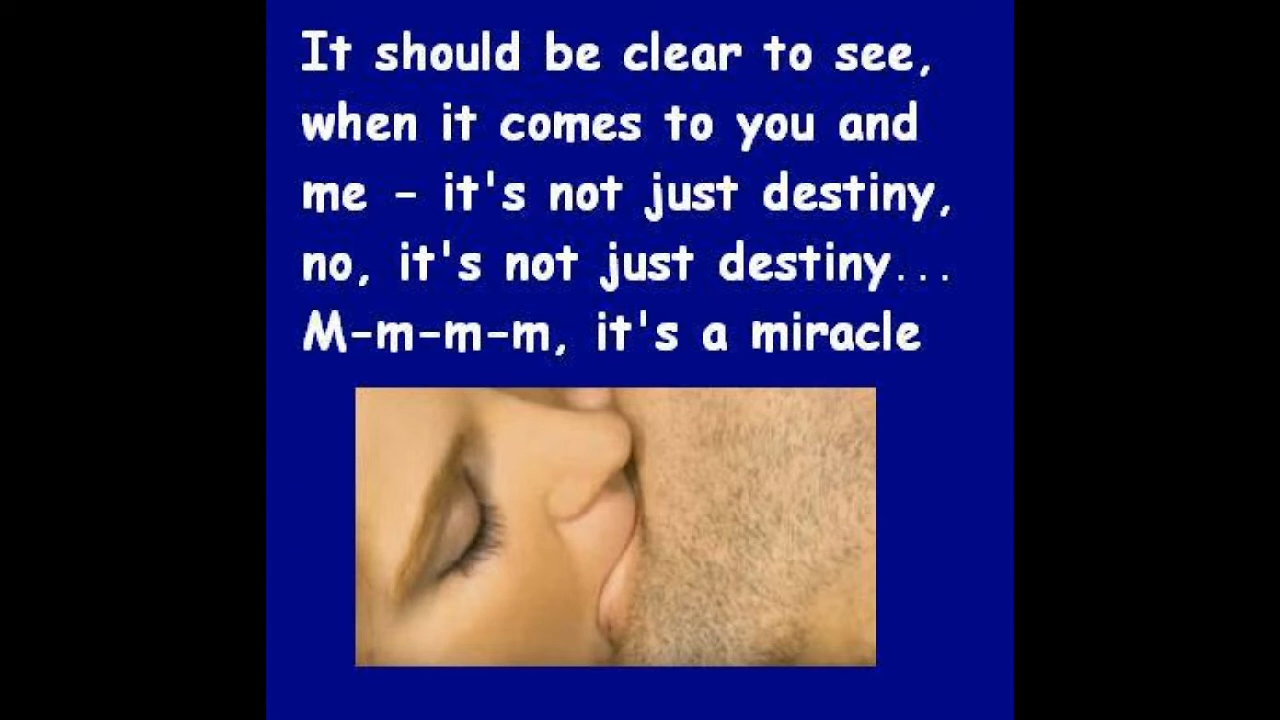 It should be clear to see,
when it comes to you and
me - it's not just destiny,
no, it's not just destiny...
M-m-m-m, it's a miracle